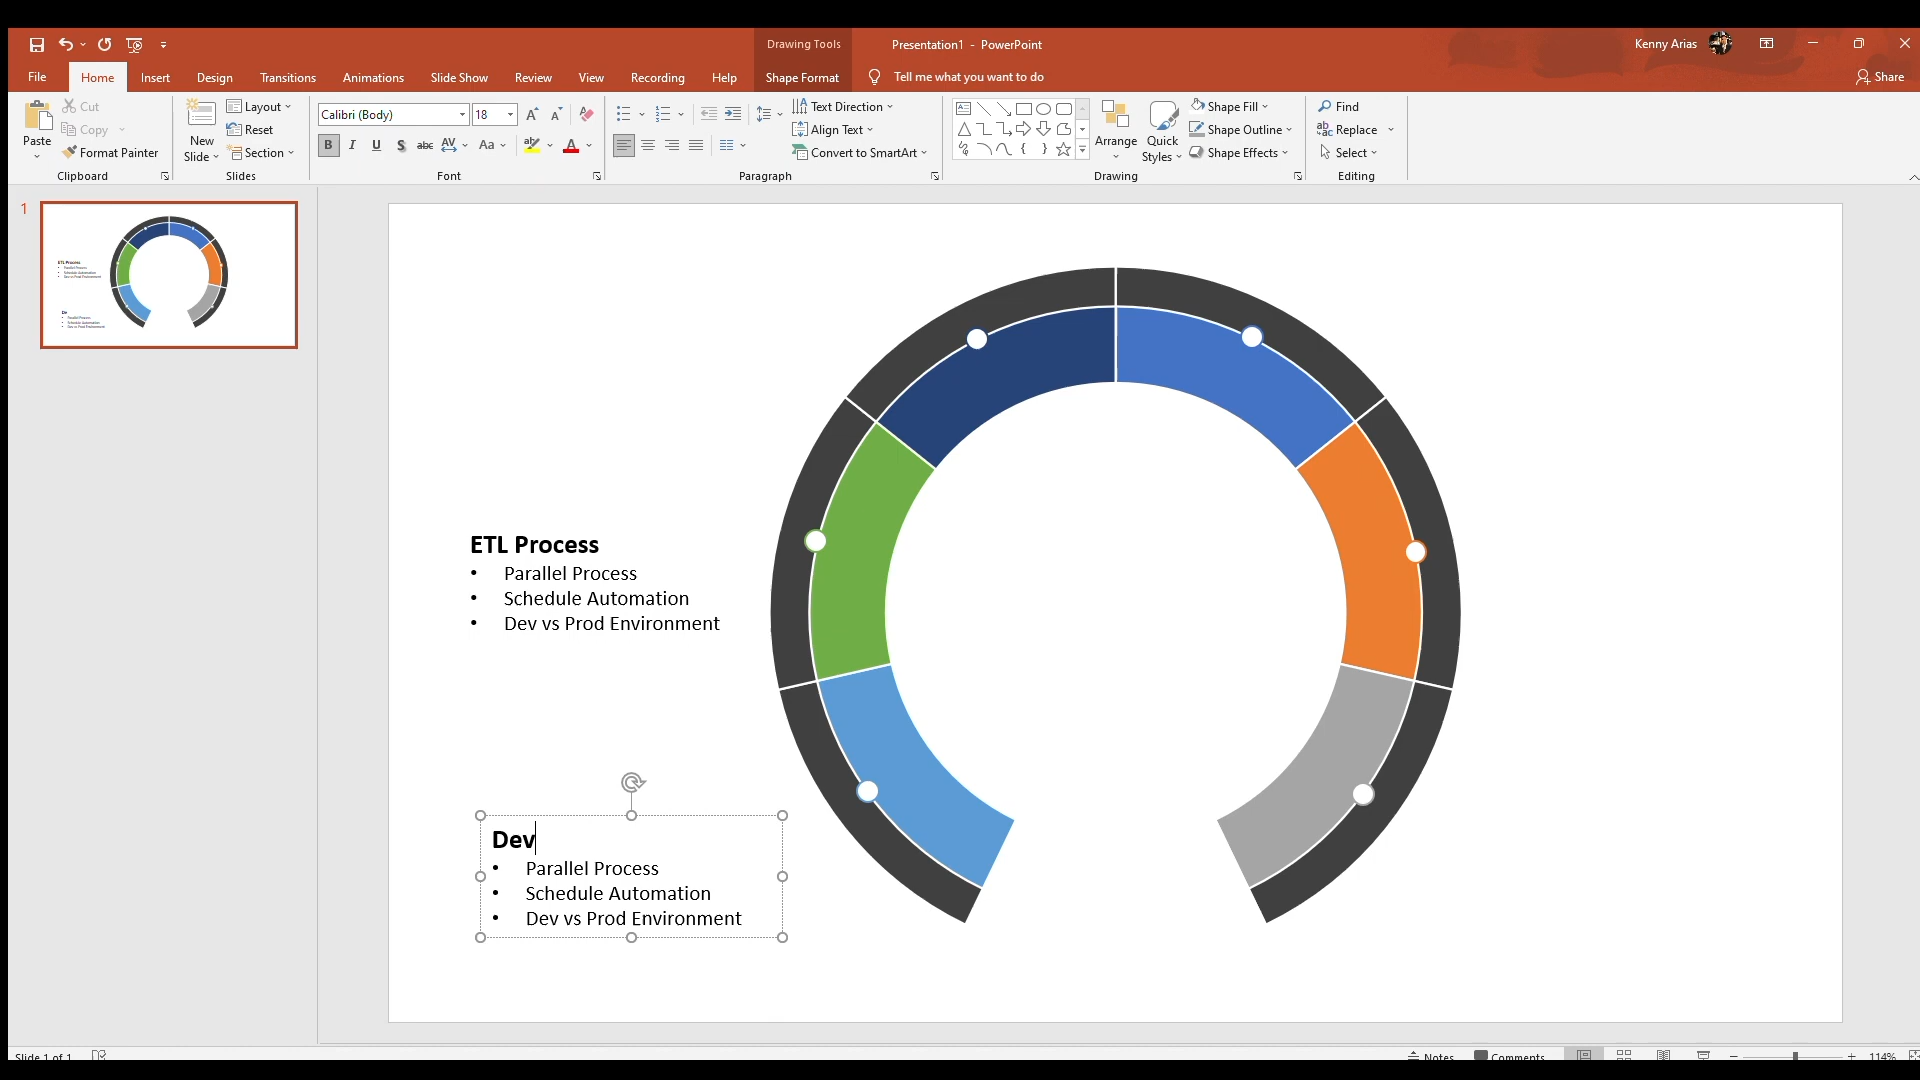 Drawing Tools
Presentation1 - PowerPoint
Kenny Arias
File Home Insert Design Transitions Animations Slide Show Review View Recording Help Shape Format Tell me what you want to do
Share
Paste
Cut
Copy
Format Painter
Clipboard
New Slide
Layout
Reset
Section
Slides
Calibri (Body) 18
B I U S abc AV Aa
Font
Text Direction
Align Text
Convert to SmartArt
Paragraph
Arrange
Quick Styles
Shape Fill
Shape Outline
Shape Effects
Drawing
Find
Replace
Select
Editing
1
ETL Process
• Parallel Process
• Schedule Automation
• Dev vs Prod Environment
Dev
• Parallel Process
• Schedule Automation
• Dev vs Prod Environment
Slide 1 of 1
Notes
Comments
114%